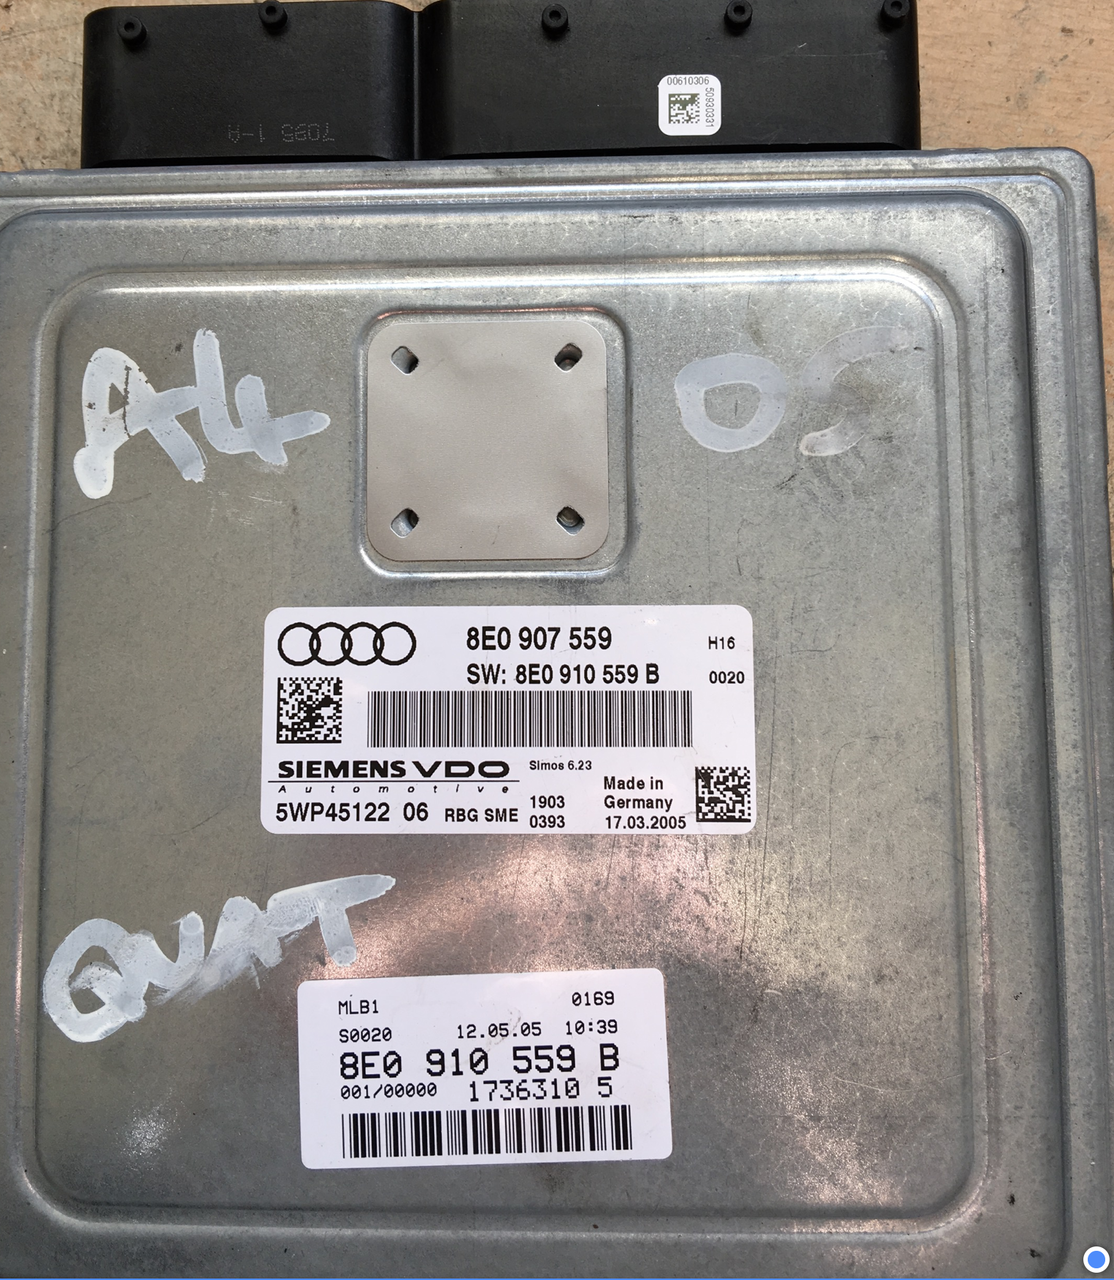 00610306
50930331
7095 1-A
A4
05
8E0 907 559
H16
SW: 8E0 910 559 B
0020
SIEMENS VDO
Automotive
Simos 6.23
5WP45122 06
RBG SME
1903
0393
Made in
Germany
17.03.2005
QUAT
MLB1 0169
S0020 12.05.05 10:39
8E0 910 559 B
001/00000 1736310 5